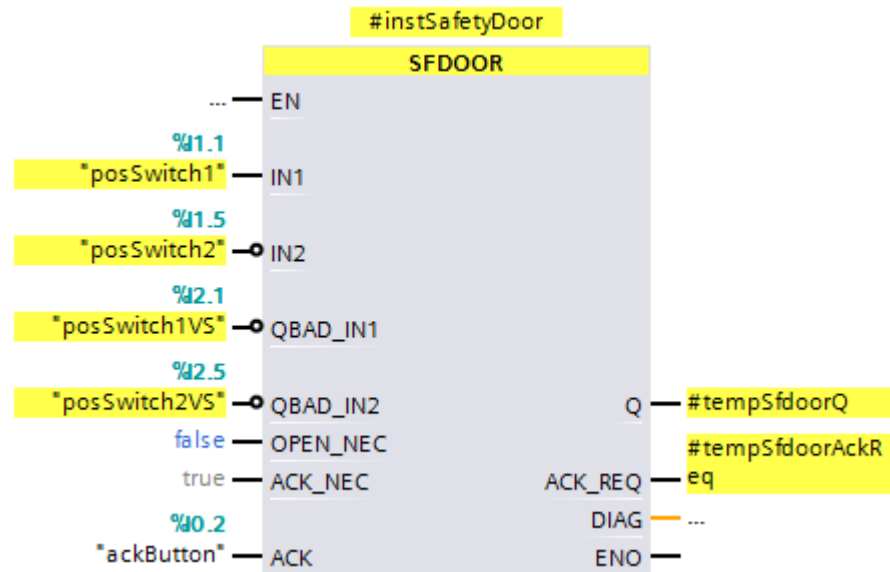 #instSafetyDoor
SFDOOR
... EN
%I1.1
"posSwitch1" IN1
%I1.5
"posSwitch2" IN2
%I2.1
"posSwitch1VS" QBAD_IN1
%I2.5
"posSwitch2VS" QBAD_IN2 Q #tempSfdoorQ
false OPEN_NEC
#tempSfdoorAckR
true ACK_NEC ACK_REQ eq
%I0.2 DIAG ...
"ackButton" ACK ENO